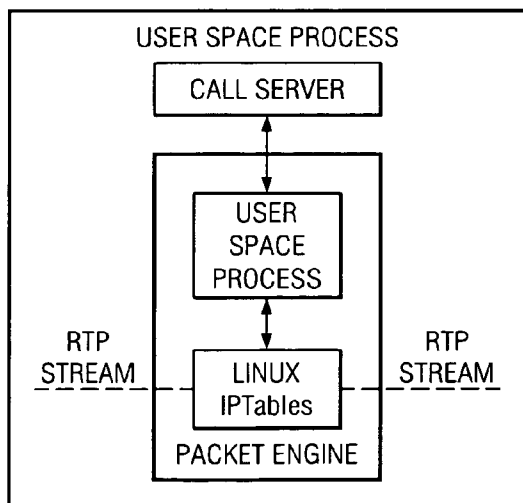 USER SPACE PROCESS
CALL SERVER
USER
SPACE
PROCESS
RTP
STREAM
RTP
STREAM
LINUX
IPTables
PACKET ENGINE